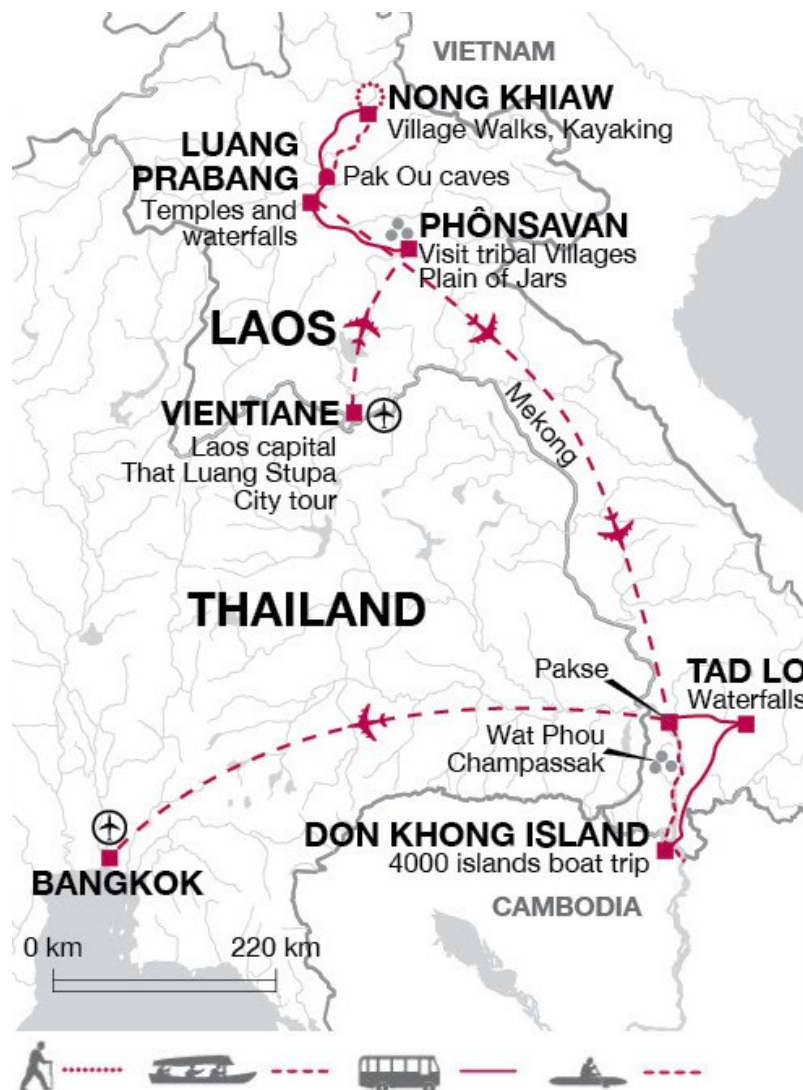 VIETNAM
NONG KHIAW
Village Walks, Kayaking
LUANG
PRABANG
Temples and
waterfalls
Pak Ou caves
PHÔNSAVAN
Visit tribal Villages
Plain of Jars
LAOS
VIENTIANE
Laos capital
That Luang Stupa
City tour
Mekong
THAILAND
Pakse
TAD LO
Waterfalls
Wat Phou
Champassak
DON KHONG ISLAND
4000 islands boat trip
BANGKOK
CAMBODIA
0 km
220 km